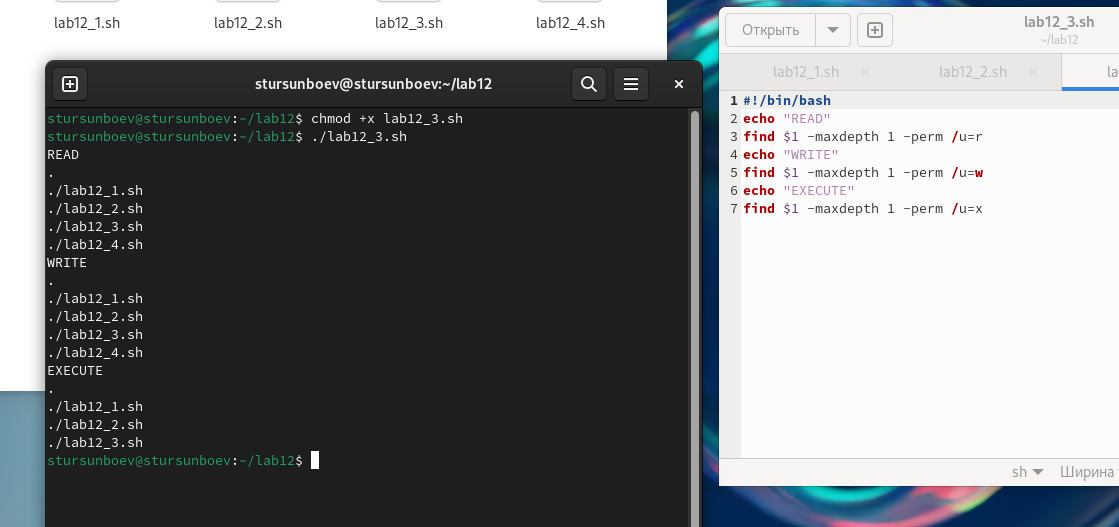 lab12_1.sh lab12_2.sh lab12_3.sh lab12_4.sh
stursunboev@stursunboev:~/lab12
stursunboev@stursunboev:~/lab12$ chmod +x lab12_3.sh
stursunboev@stursunboev:~/lab12$ ./lab12_3.sh
READ
.
./lab12_1.sh
./lab12_2.sh
./lab12_3.sh
./lab12_4.sh
WRITE
.
./lab12_1.sh
./lab12_2.sh
./lab12_3.sh
./lab12_4.sh
EXECUTE
.
./lab12_1.sh
./lab12_2.sh
./lab12_3.sh
stursunboev@stursunboev:~/lab12$
Открыть
lab12_3.sh
~/lab12
lab12_1.sh × lab12_2.sh × la
1 #!/bin/bash
2 echo "READ"
3 find $1 -maxdepth 1 -perm /u=r
4 echo "WRITE"
5 find $1 -maxdepth 1 -perm /u=w
6 echo "EXECUTE"
7 find $1 -maxdepth 1 -perm /u=x
sh Ширина